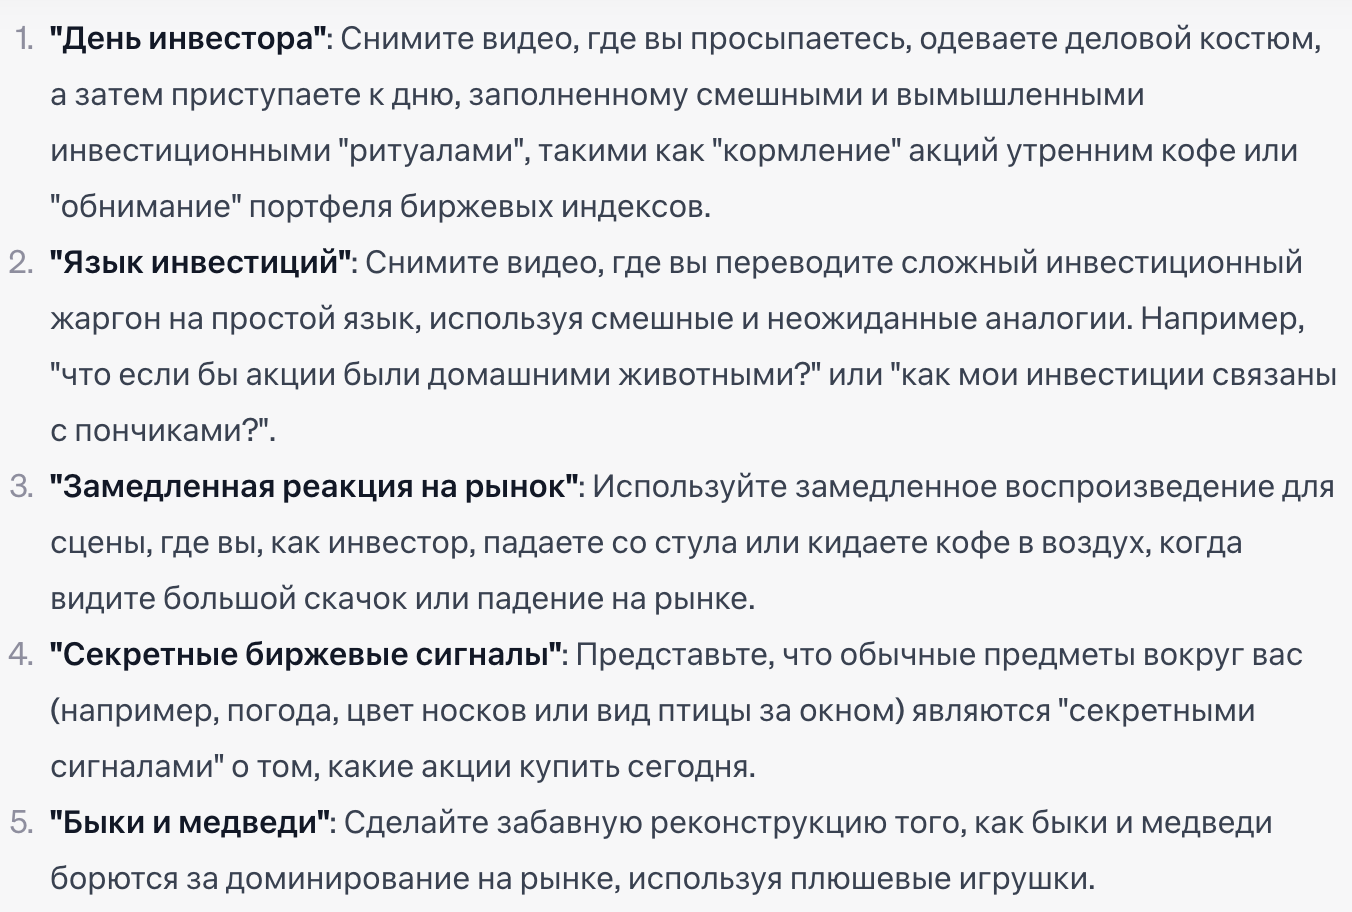 1. "День инвестора": Снимите видео, где вы просыпаетесь, одеваете деловой костюм,
а затем приступаете к дню, заполненному смешными и вымышленными
инвестиционными "ритуалами", такими как "кормление" акций утренним кофе или
"обнимание" портфеля биржевых индексов.
2. "Язык инвестиций": Снимите видео, где вы переводите сложный инвестиционный
жаргон на простой язык, используя смешные и неожиданные аналогии. Например,
"что если бы акции были домашними животными?" или "как мои инвестиции связаны
с пончиками?".
3. "Замедленная реакция на рынок": Используйте замедленное воспроизведение для
сцены, где вы, как инвестор, падаете со стула или кидаете кофе в воздух, когда
видите большой скачок или падение на рынке.
4. "Секретные биржевые сигналы": Представьте, что обычные предметы вокруг вас
(например, погода, цвет носков или вид птицы за окном) являются "секретными
сигналами" о том, какие акции купить сегодня.
5. "Быки и медведи": Сделайте забавную реконструкцию того, как быки и медведи
борются за доминирование на рынке, используя плюшевые игрушки.